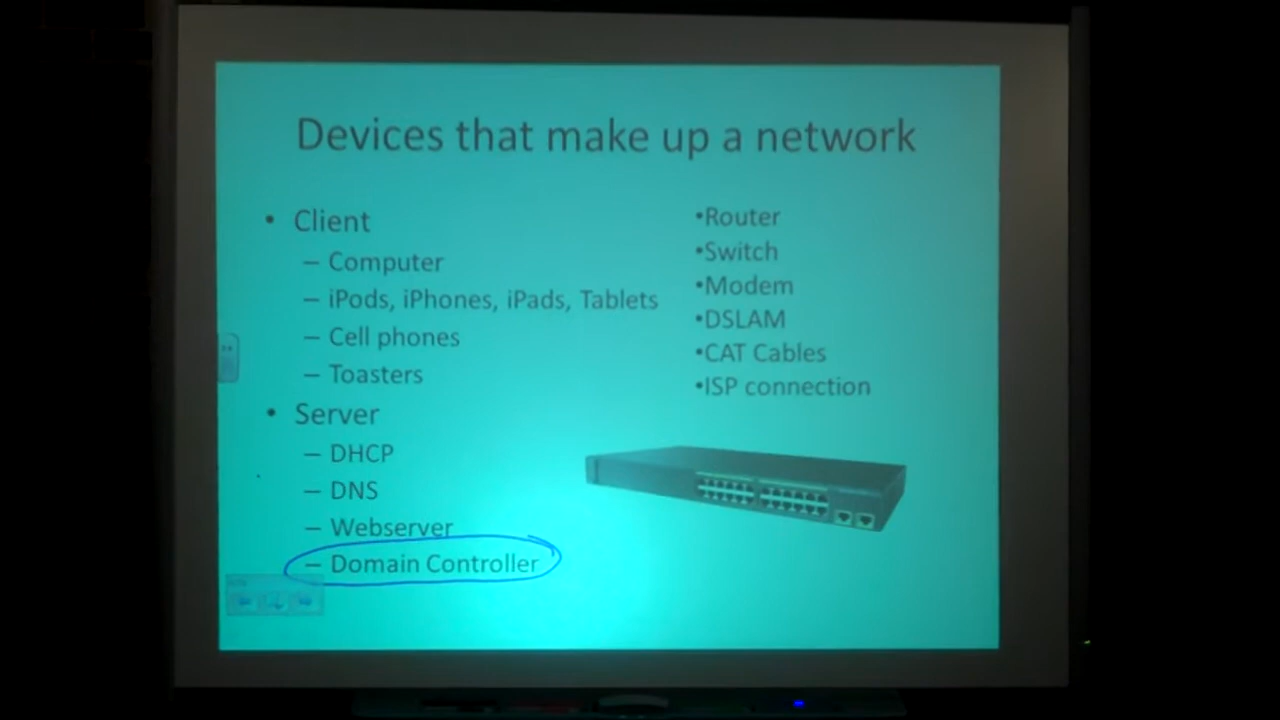 Devices that make up a network
• Client
– Computer
– iPods, iPhones, iPads, Tablets
– Cell phones
– Toasters
• Server
– DHCP
– DNS
– Webserver
– Domain Controller
•Router
•Switch
•Modem
•DSLAM
•CAT Cables
•ISP connection